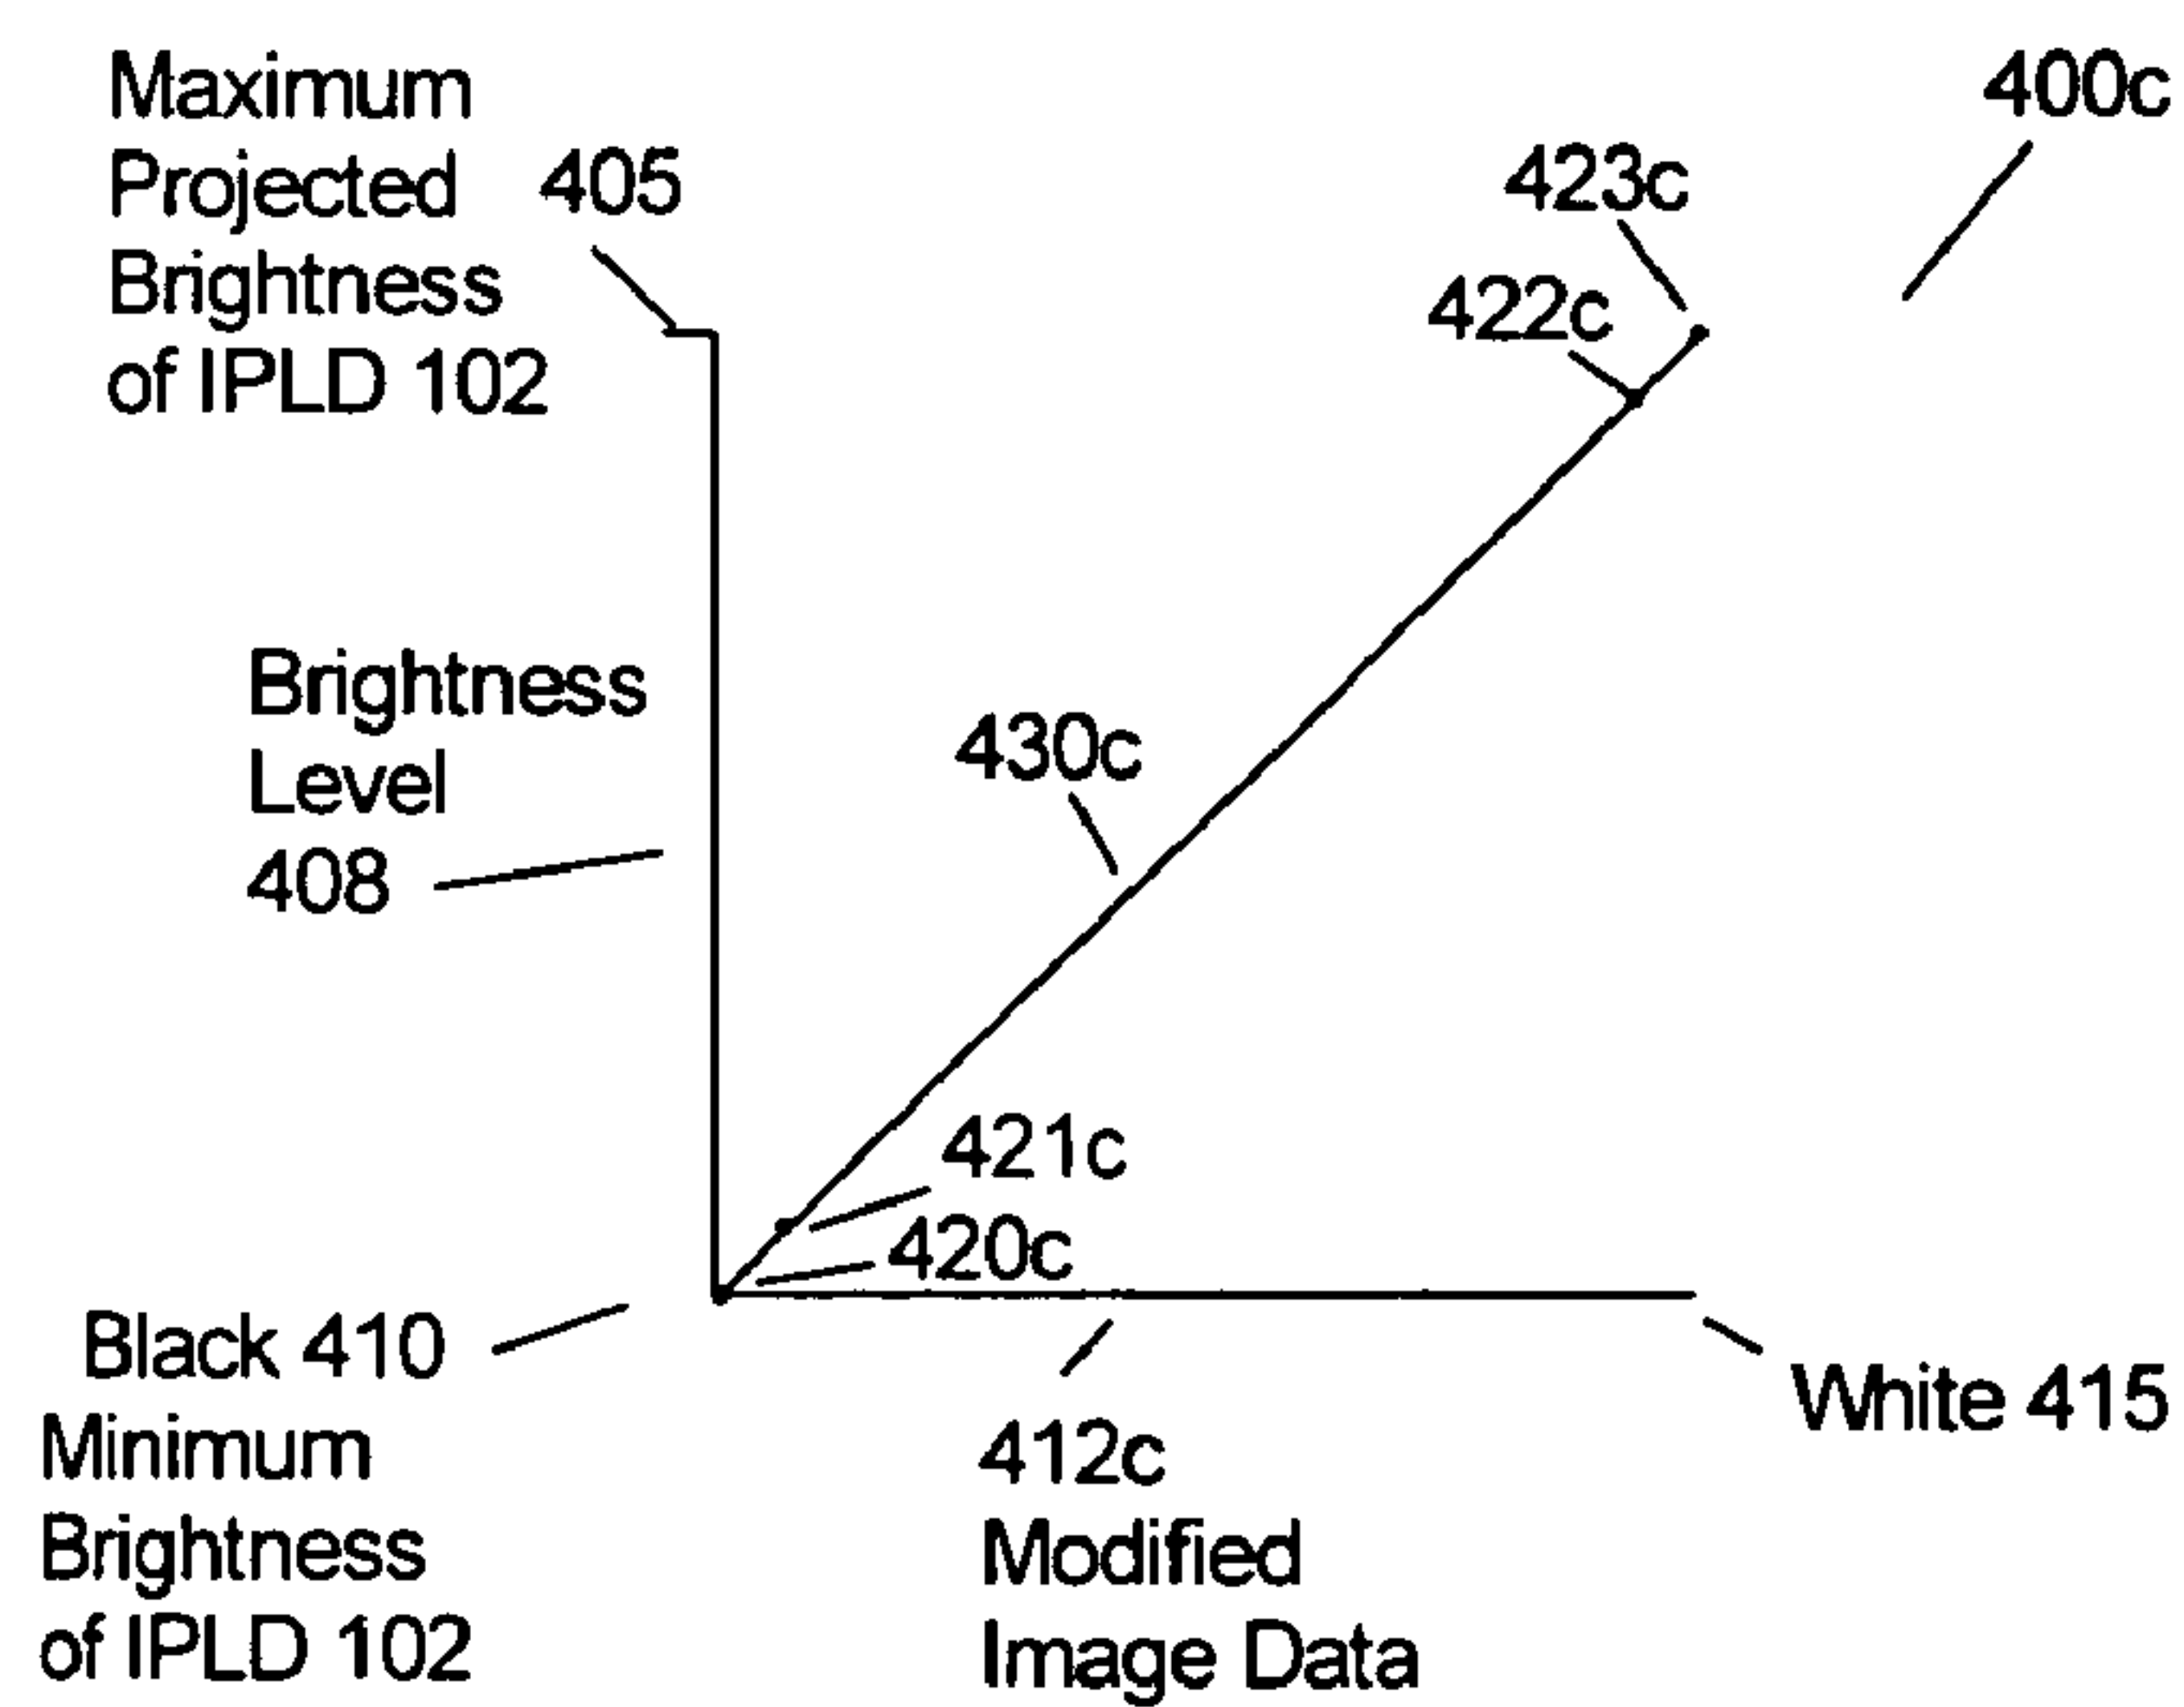 Maximum
Projected 405
Brightness
of IPLD 102
400c
423c
422c
Brightness
Level
408
430c
421c
420c
Black 410
Minimum
Brightness
of IPLD 102
412c
Modified
Image Data
White 415